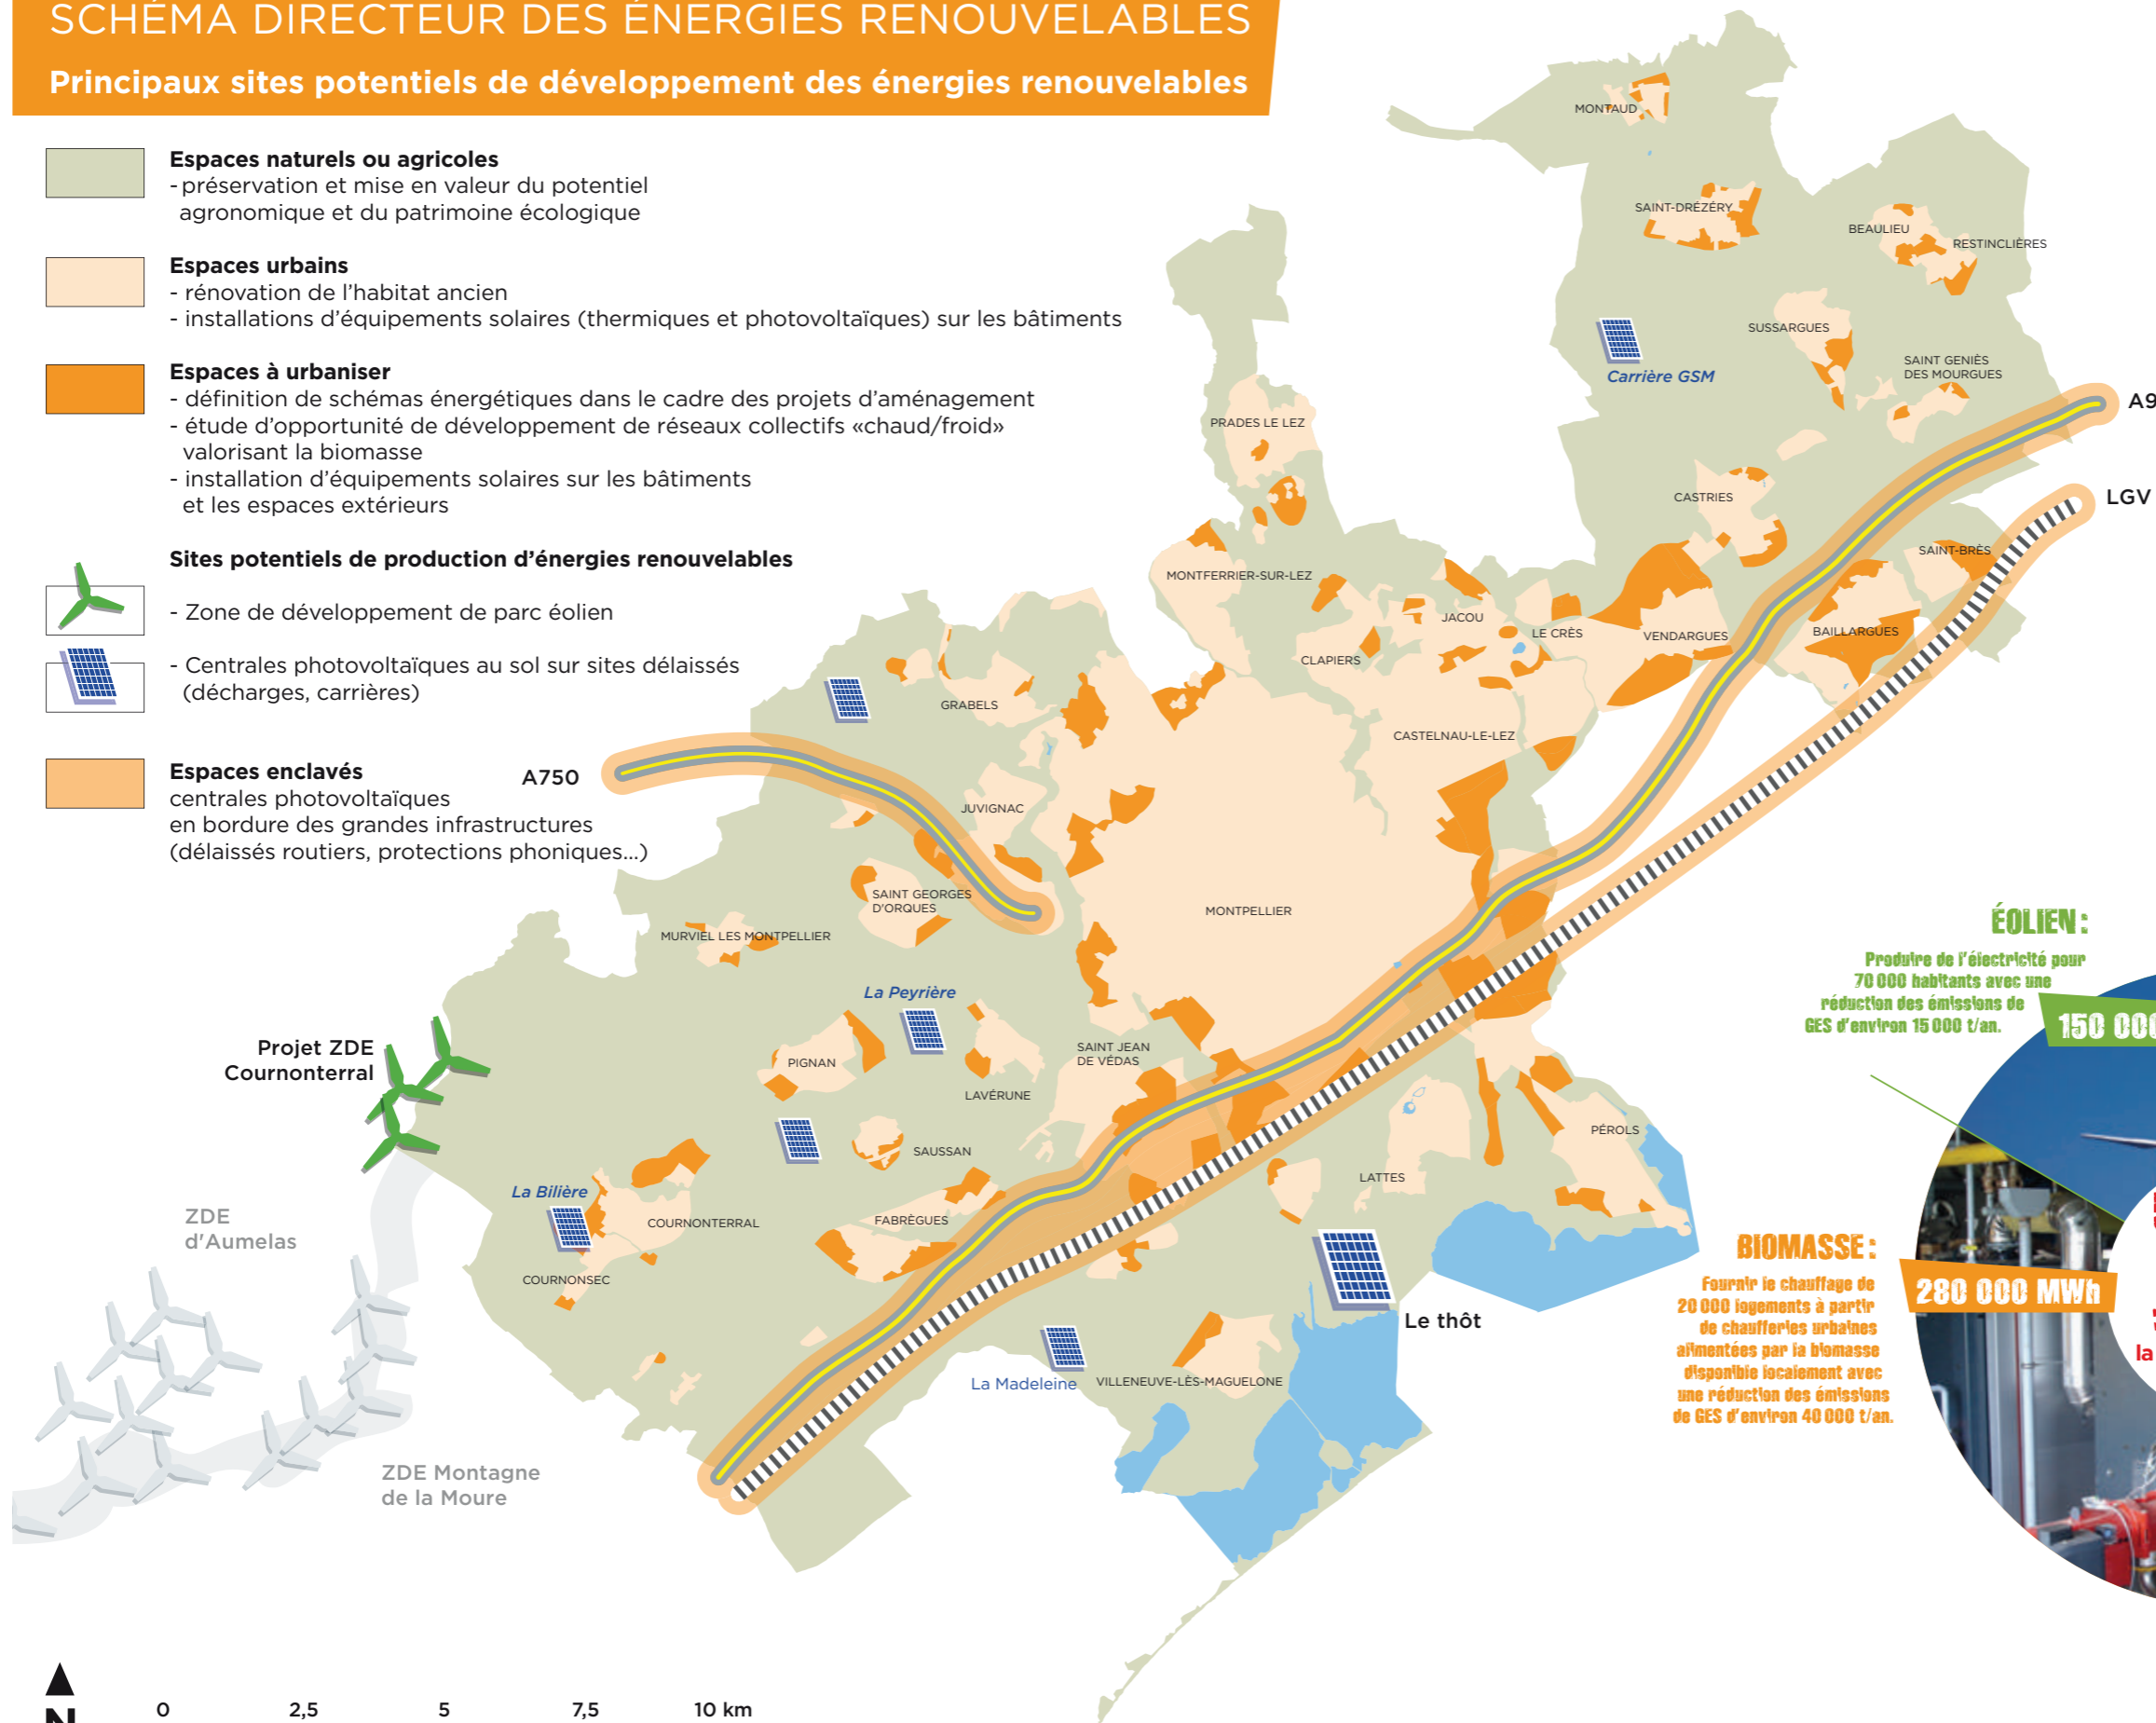 SCHÉMA DIRECTEUR DES ÉNERGIES RENOUVELABLES
Principaux sites potentiels de développement des énergies renouvelables
Espaces naturels ou agricoles
- préservation et mise en valeur du potentiel
agronomique et du patrimoine écologique
Espaces urbains
- rénovation de l'habitat ancien
- installations d'équipements solaires (thermiques et photovoltaïques) sur les bâtiments
Espaces à urbaniser
- définition de schémas énergétiques dans le cadre des projets d'aménagement
- étude d'opportunité de développement de réseaux collectifs «chaud/froid»
valorisant la biomasse
- installation d'équipements solaires sur les bâtiments
et les espaces extérieurs
Sites potentiels de production d'énergies renouvelables
- Zone de développement de parc éolien
- Centrales photovoltaïques au sol sur sites délaissés
(décharges, carrières)
Espaces enclavés
centrales photovoltaïques
en bordure des grandes infrastructures
(délaissés routiers, protections phoniques...)
A750
MONTAUD
SAINT-DRÉZÉRY
BEAULIEU
RESTINCLIÈRES
SUSSARGUES
Carrière GSM
SAINT GENIÈS
DES MOURGUES
A9
PRADES LE LEZ
CASTRIES
LGV
SAINT-BRÈS
MONTFERRIER-SUR-LEZ
JACOU
LE CRÈS
VENDARGUES
BAILLARGUES
CLAPIERS
GRABELS
CASTELNAU-LE-LEZ
JUVIGNAC
SAINT GEORGES
D'ORQUES
MONTPELLIER
MURVIEL LES MONTPELLIER
La Peyrière
Projet ZDE
Cournonterral
PIGNAN
SAINT JEAN
DE VÉDAS
LAVÉRUNE
PÉROLS
SAUSSAN
LATTES
La Bilière
COURNONTERRAL
FABRÈGUES
ZDE
d'Aumelas
COURNONSEC
Le thôt
La Madeleine
VILLENEUVE-LÈS-MAGUELONE
ZDE Montagne
de la Moure
ÉOLIEN :
Produire de l'électricité pour
70 000 habitants avec une
réduction des émissions de
GES d'environ 15 000 t/an.
150 000
BIOMASSE :
Fournir le chauffage de
20 000 logements à partir
de chaufferies urbaines
alimentées par la biomasse
disponible localement avec
une réduction des émissions
de GES d'environ 40 000 t/an.
280 000 MWh
la
N
0 2,5 5 7,5 10 km